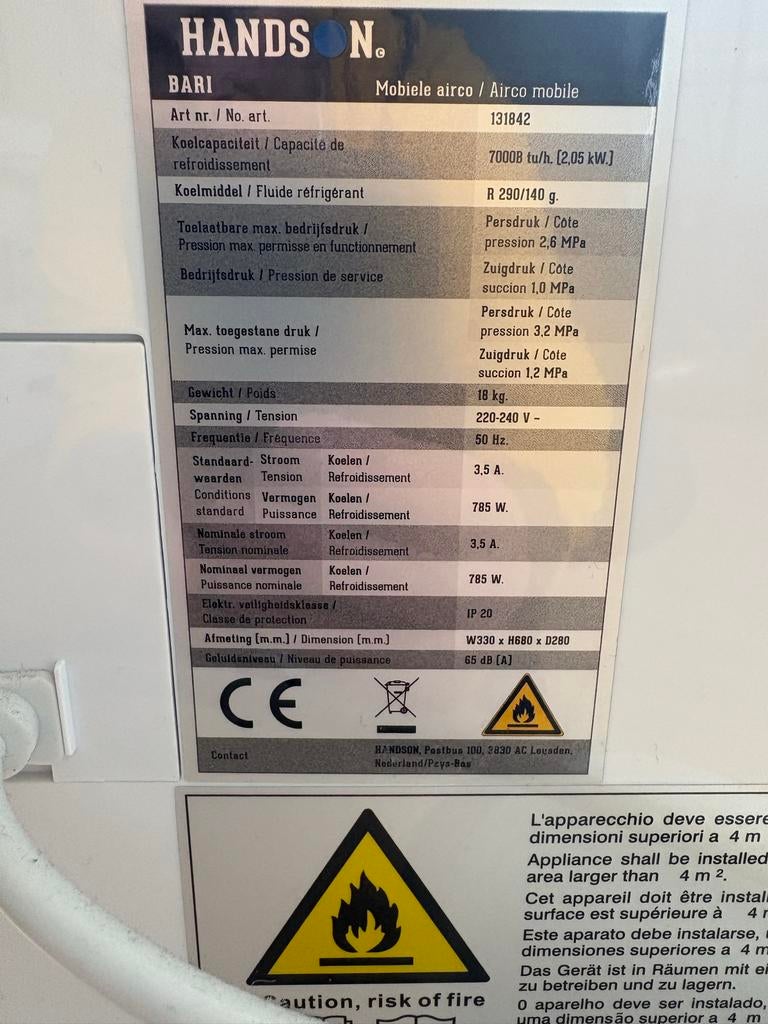 HANDSON©
BARI Mobiele airco / Airco mobile
Art nr. / No. art. 131842
Koelcapaciteit / Capacité de
refroidissement 7000B tu/h. [2,05 kW.]
Koelmiddel / Fluide réfrigérant R 290/140 g.
Toelaatbare max. bedrijfsdruk /
Pression max. permisse en functionnement
Persdruk / Côte
pression 2,6 MPa
Bedrijfsdruk / Pression de service
Zuigdruk / Côte
succion 1,0 MPa
Max. toegestane druk /
Pression max. permise
Persdruk / Côte
pression 3,2 MPa
Zuigdruk / Côte
succion 1,2 MPa
Gewicht / Poids 18 kg.
Spanning / Tension 220-240 V ~
Frequentie / Fréquence 50 Hz.
Standaard-
waarden
Conditions
standard
Stroom
Tension
Koelen /
Refroidissement
3,5 A.
Vermogen
Puissance
Koelen /
Refroidissement
785 W.
Nominale stroom
Tension nominale
Koelen /
Refroidissement
3,5 A.
Nominaal vermogen
Puissance nominale
Koelen /
Refroidissement
785 W.
Elektr. veiligheidsklasse /
Classe de protection
IP 20
Afmeting [m.m.] / Dimension [m.m.] W330 x H680 x D280
Geluidsniveau / Niveau de puissance 65 dB [A]
CE
Contact
HANDSON, Postbus 100, 3830 AC Leusden,
Nederland/Pays-Bas
L'apparecchio deve essere
dimensioni superiori a 4 m
Appliance shall be installed
area larger than 4 m².
Cet appareil doit être instal
surface est supérieure à 4
Este aparato debe instalarse,
dimensiones superiores a 4 m
Das Gerät ist in Räumen mit ei
zu betreiben und zu lagern.
O aparelho deve ser instalado,
uma dimensão superior a 4 m
Caution, risk of fire